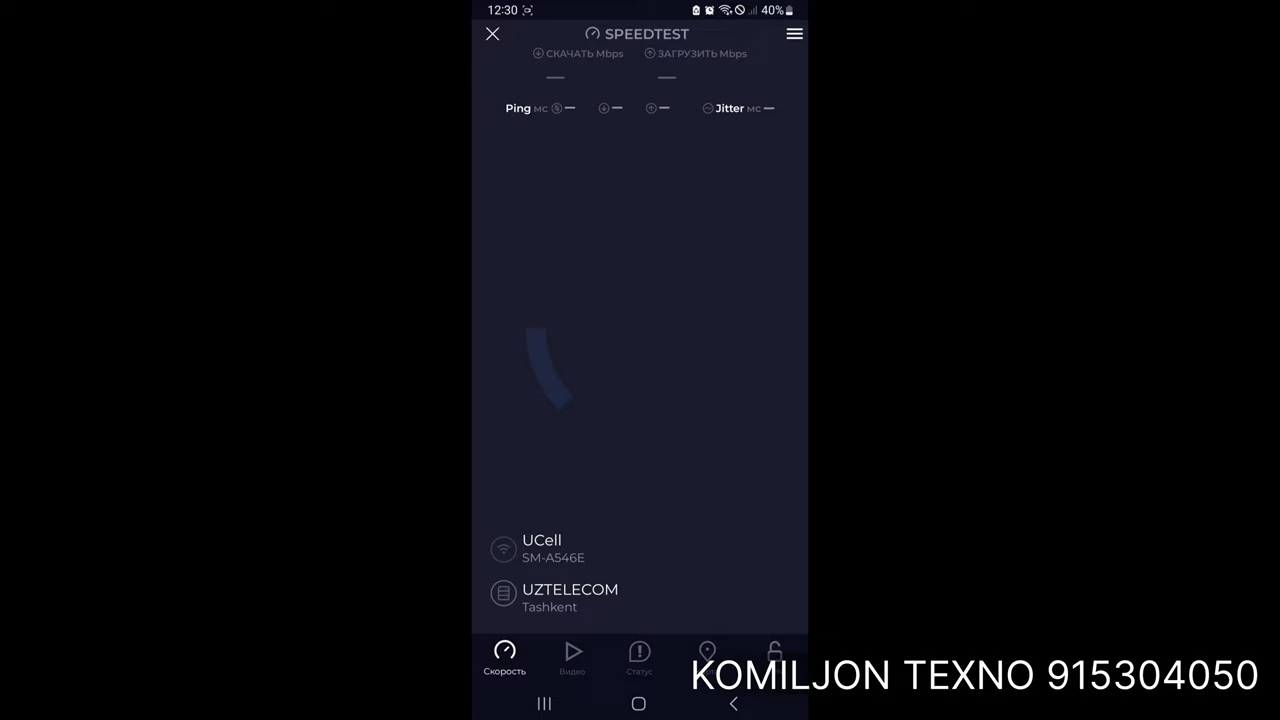 12:30 40%
SPEEDTEST
СКАЧАТЬ Mbps ЗАГРУЗИТЬ Mbps
Ping мс Jitter мс
UCell
SM-A546E
UZTELECOM
Tashkent
Скорость Видео Статус
KOMILJON TEXNO 915304050